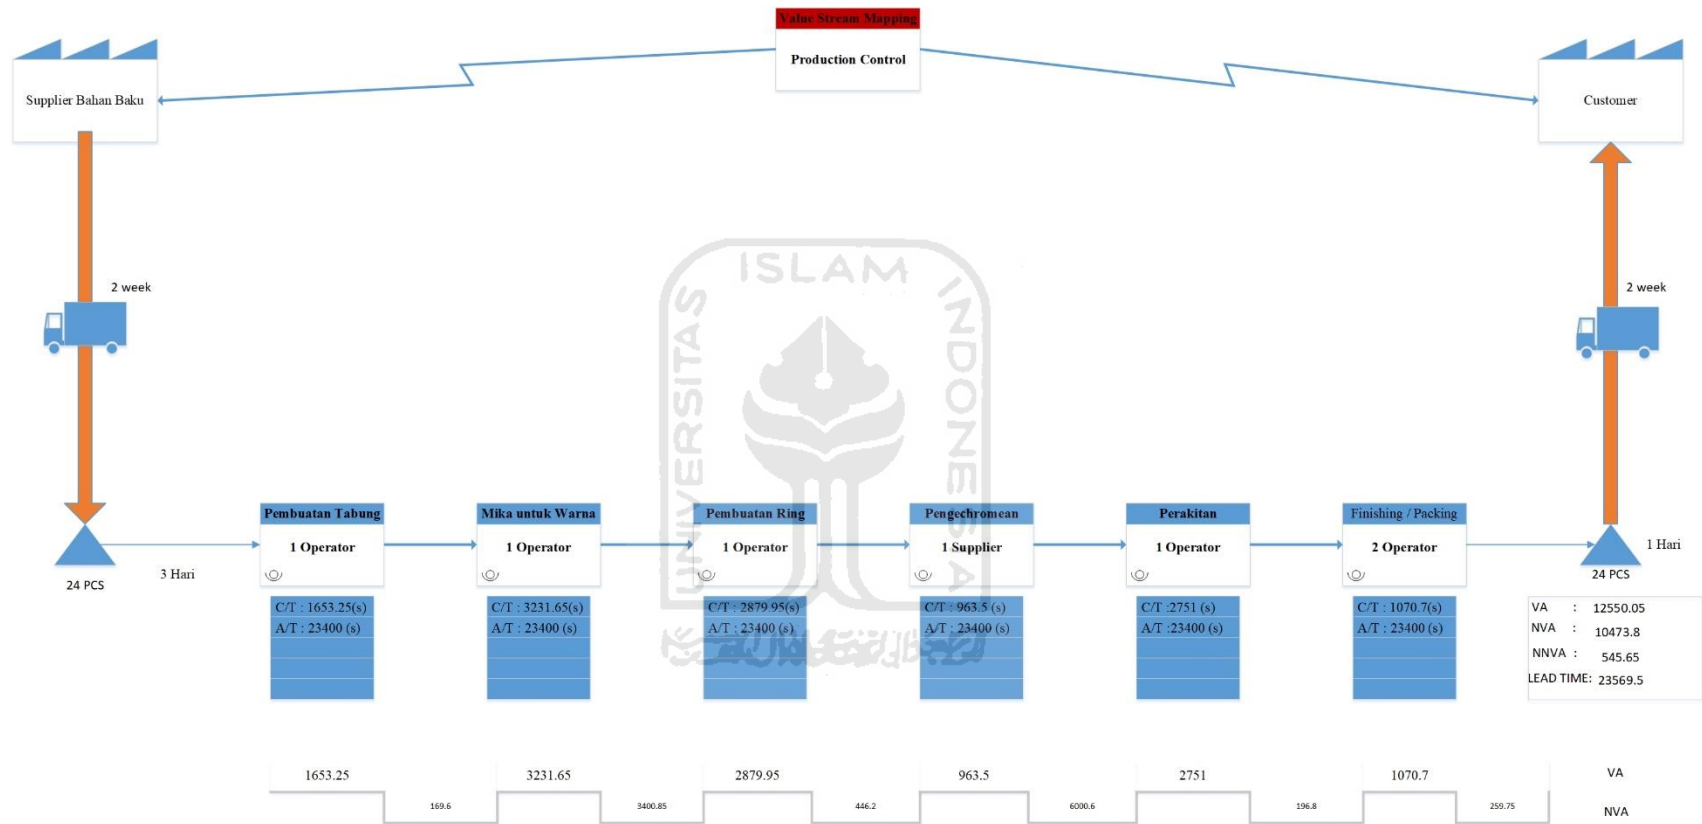 Value Stream Mapping
Production Control
Supplier Bahan Baku
Customer
2 week
2 week
ISLAM
UNIVERSITAS
INDONESIA
Pembuatan Tabung
1 Operator
Mika untuk Warna
1 Operator
Pembuatan Ring
1 Operator
Pengechromean
1 Supplier
Perakitan
1 Operator
Finishing / Packing
2 Operator
3 Hari
1 Hari
24 PCS
24 PCS
C/T : 1653.25(s)
A/T : 23400 (s)
C/T : 3231.65(s)
A/T : 23400 (s)
C/T : 2879.95(s)
A/T : 23400 (s)
C/T : 963.5 (s)
A/T : 23400 (s)
C/T :2751 (s)
A/T :23400 (s)
C/T : 1070.7(s)
A/T : 23400 (s)
VA : 12550.05
NVA : 10473.8
NNVA : 545.65
LEAD TIME: 23569.5
1653.25 3231.65 2879.95 963.5 2751 1070.7 VA
169.6 3400.85 446.2 6000.6 196.8 259.75 NVA